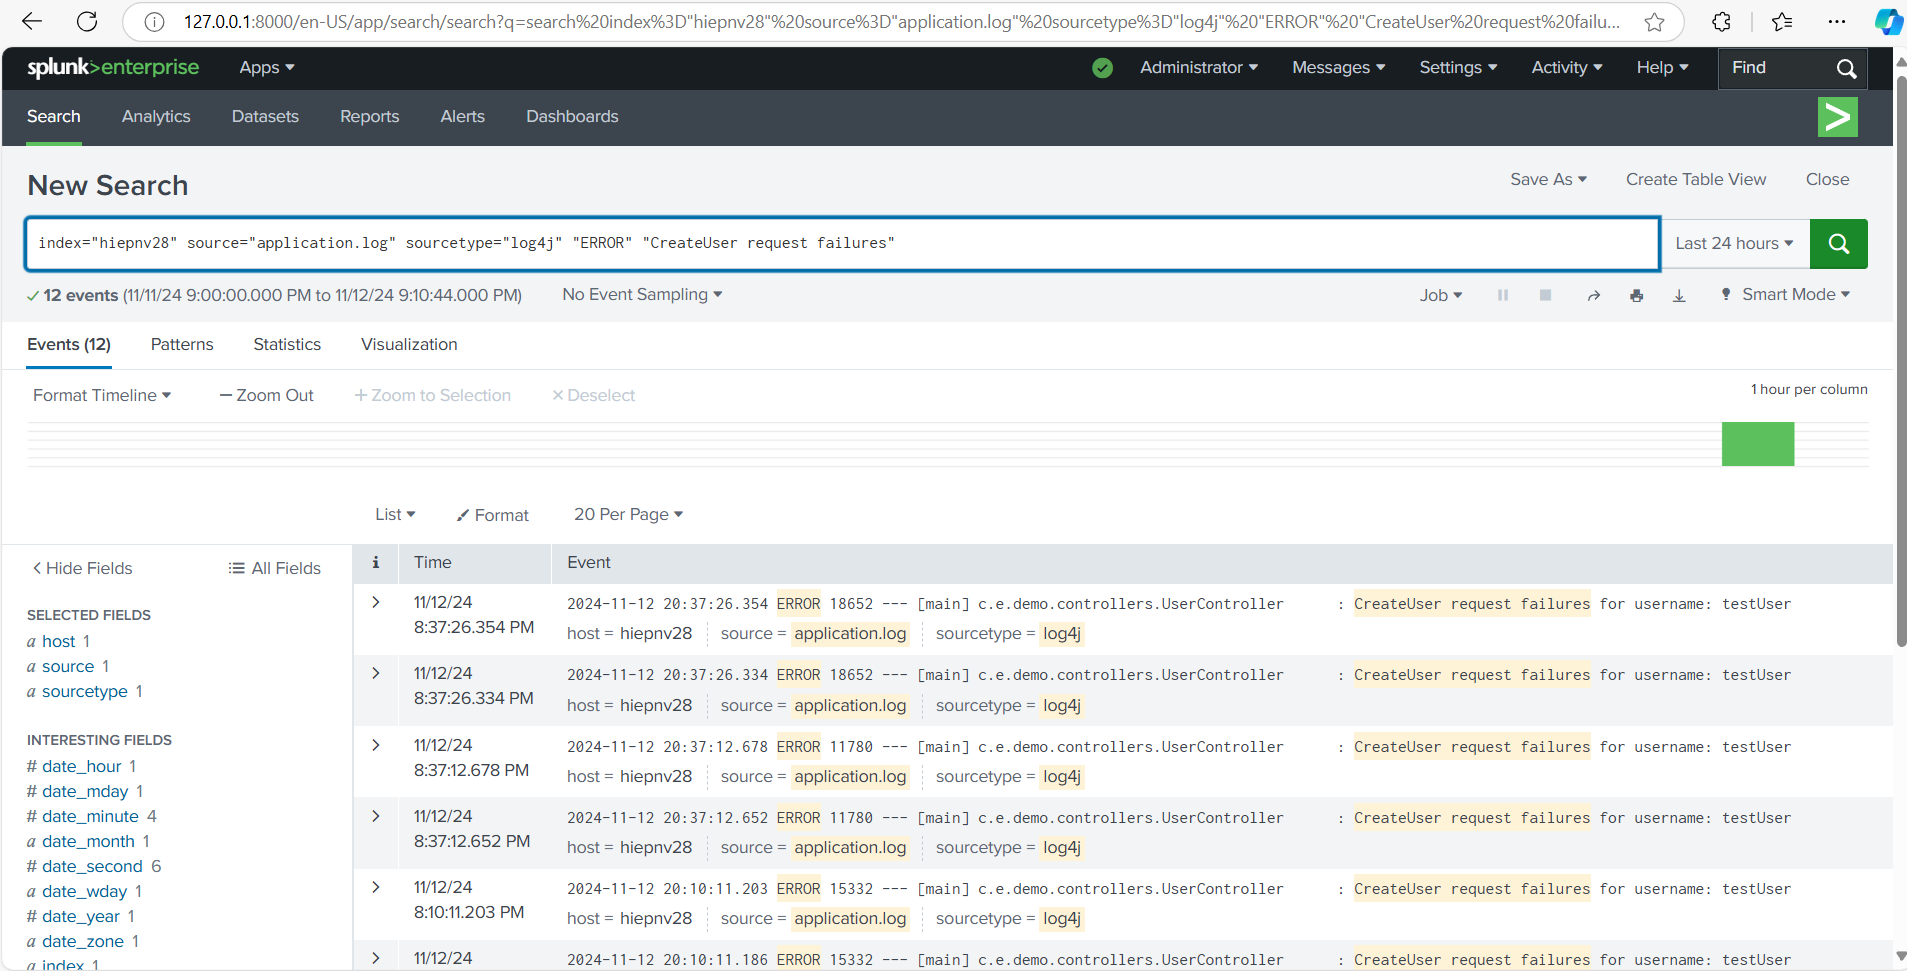 127.0.0.1:8000/en-US/app/search/search?q=search%20index%3D"hiepnv28"%20source%3D"application.log"%20sourcetype%3D"log4j"%20"ERROR"%20"CreateUser%20request%20failu...
splunk>enterprise Apps Administrator Messages Settings Activity Help Find
Search Analytics Datasets Reports Alerts Dashboards
New Search Save As Create Table View Close
index="hiepnv28" source="application.log" sourcetype="log4j" "ERROR" "CreateUser request failures" Last 24 hours
12 events (11/11/24 9:00:00.000 PM to 11/12/24 9:10:44.000 PM) No Event Sampling Job Smart Mode
Events (12) Patterns Statistics Visualization
Format Timeline — Zoom Out + Zoom to Selection × Deselect 1 hour per column
List Format 20 Per Page
< Hide Fields All Fields
SELECTED FIELDS
a host 1
a source 1
a sourcetype 1
INTERESTING FIELDS
# date_hour 1
# date_mday 1
# date_minute 4
a date_month 1
# date_second 6
a date_wday 1
# date_year 1
a date_zone 1
a index 1
i Time Event
> 11/12/24 8:37:26.354 PM
2024-11-12 20:37:26.354 ERROR 18652 --- [main] c.e.demo.controllers.UserController : CreateUser request failures for username: testUser
host = hiepnv28 source = application.log sourcetype = log4j
> 11/12/24 8:37:26.334 PM
2024-11-12 20:37:26.334 ERROR 18652 --- [main] c.e.demo.controllers.UserController : CreateUser request failures for username: testUser
host = hiepnv28 source = application.log sourcetype = log4j
> 11/12/24 8:37:12.678 PM
2024-11-12 20:37:12.678 ERROR 11780 --- [main] c.e.demo.controllers.UserController : CreateUser request failures for username: testUser
host = hiepnv28 source = application.log sourcetype = log4j
> 11/12/24 8:37:12.652 PM
2024-11-12 20:37:12.652 ERROR 11780 --- [main] c.e.demo.controllers.UserController : CreateUser request failures for username: testUser
host = hiepnv28 source = application.log sourcetype = log4j
> 11/12/24 8:10:11.203 PM
2024-11-12 20:10:11.203 ERROR 15332 --- [main] c.e.demo.controllers.UserController : CreateUser request failures for username: testUser
host = hiepnv28 source = application.log sourcetype = log4j
> 11/12/24
2024-11-12 20:10:11.186 ERROR 15332 --- [main] c.e.demo.controllers.UserController : CreateUser request failures for username: testUser